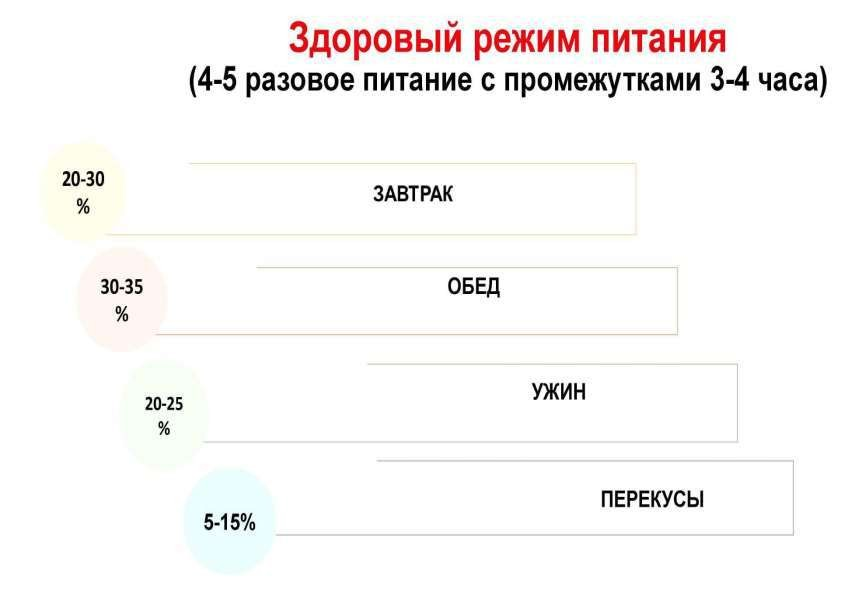 Здоровый режим питания
(4-5 разовое питание с промежутками 3-4 часа)
20-30
%
ЗАВТРАК
30-35
%
ОБЕД
20-25
%
УЖИН
5-15%
ПЕРЕКУСЫ